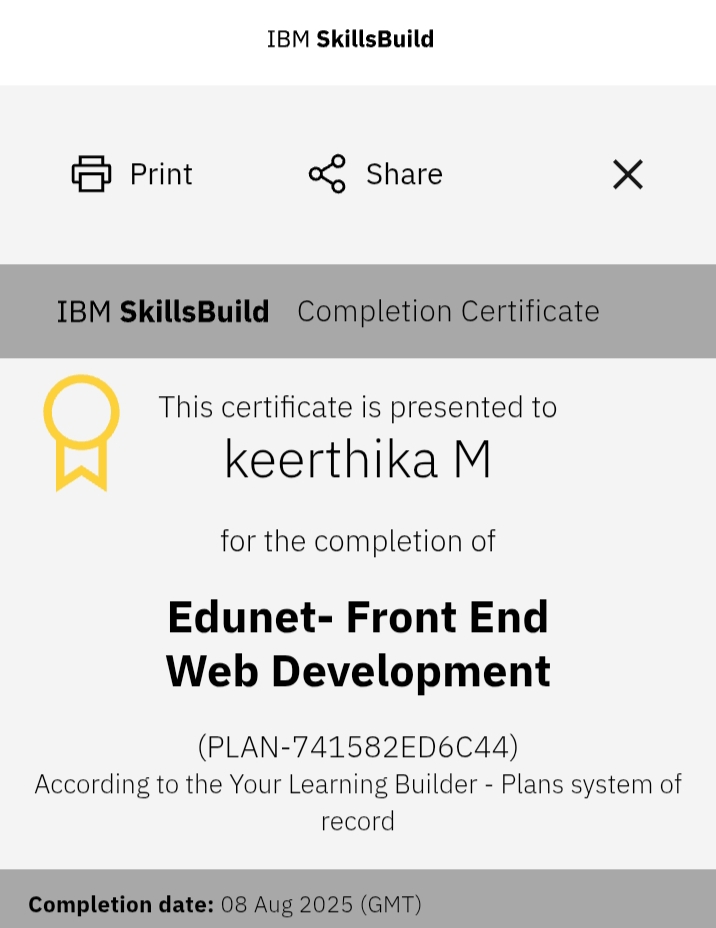 IBM SkillsBuild
Print Share
IBM SkillsBuild Completion Certificate
This certificate is presented to
keerthika M
for the completion of
Edunet- Front End
Web Development
(PLAN-741582ED6C44)
According to the Your Learning Builder - Plans system of
record
Completion date: 08 Aug 2025 (GMT)